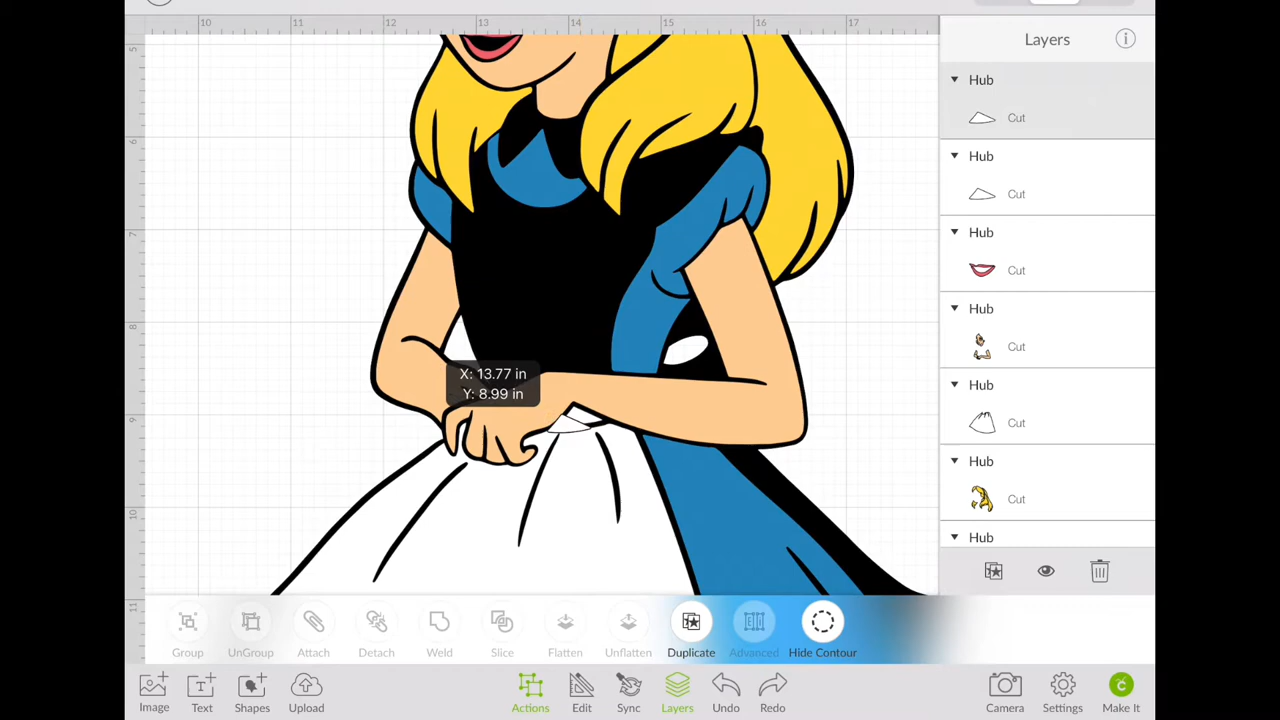 10 11 12 13 14 15 16 17
Layers
5
Hub
Cut
6
Hub
Cut
7
Hub
Cut
8
Hub
X: 13.77 in
Y: 8.99 in
Cut
Hub
9
Cut
Hub
10
Cut
Hub
11
Group UnGroup Attach Detach Weld Slice Flatten Unflatten Duplicate Advanced Hide Contour
Image Text Shapes Upload Actions Edit Sync Layers Undo Redo Camera Settings Make It